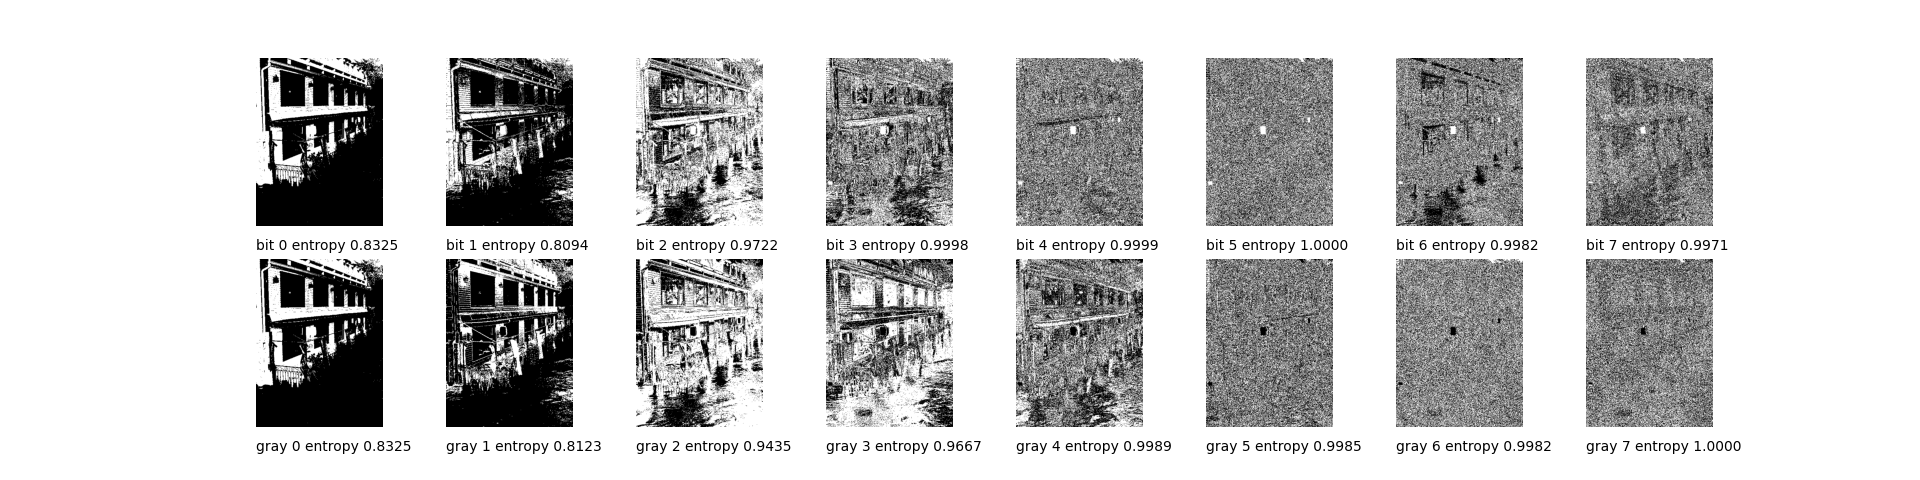 bit 0 entropy 0.8325 bit 1 entropy 0.8094 bit 2 entropy 0.9722 bit 3 entropy 0.9998 bit 4 entropy 0.9999 bit 5 entropy 1.0000 bit 6 entropy 0.9982 bit 7 entropy 0.9971
gray 0 entropy 0.8325 gray 1 entropy 0.8123 gray 2 entropy 0.9435 gray 3 entropy 0.9667 gray 4 entropy 0.9989 gray 5 entropy 0.9985 gray 6 entropy 0.9982 gray 7 entropy 1.0000